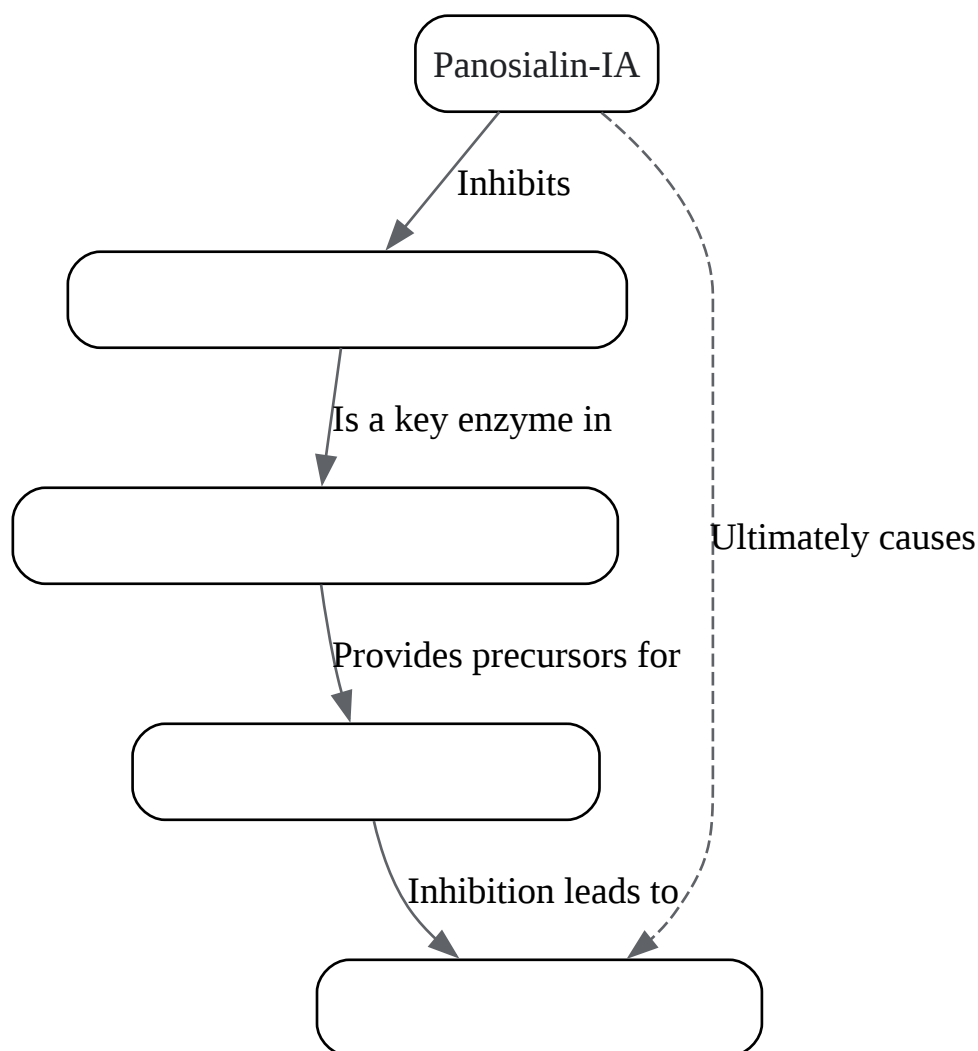 Panosialin-IA
Inhibits
Is a key enzyme in
Ultimately causes
Provides precursors for
Inhibition leads to